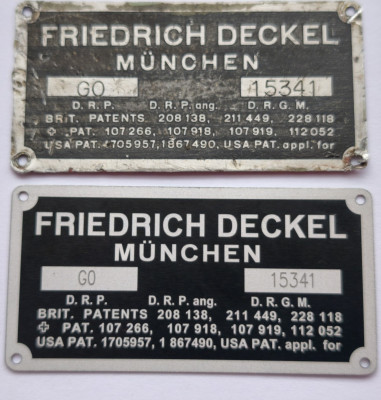 FRIEDRICH DECKEL
MÜNCHEN
GO 15341
D. R. P. D. R. P. ang. D. R. G. M.
BRIT. PATENTS 208 138, 211 449, 228 118
PAT. 107 266, 107 918, 107 919, 112 052
USA PAT. 1705957, 1867490, USA PAT. appl. for
FRIEDRICH DECKEL
MÜNCHEN
GO 15341
D. R. P. D. R. P. ang. D. R. G. M.
BRIT. PATENTS 208 138, 211 449, 228 118
PAT. 107 266, 107 918, 107 919, 112 052
USA PAT. 1705957, 1 867490, USA PAT. appl. for